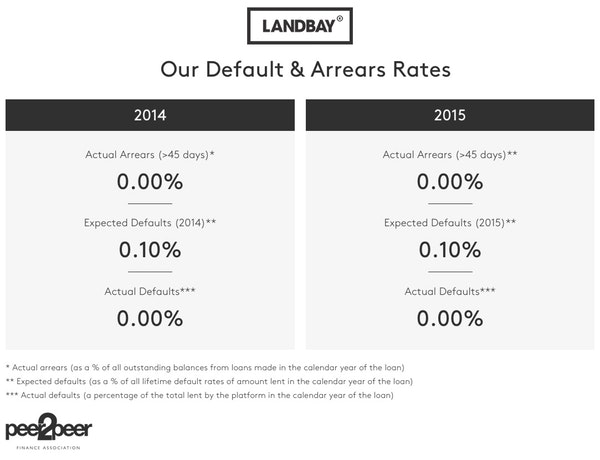 LANDBAY®
Our Default & Arrears Rates
2014
Actual Arrears (>45 days)*
0.00%
Expected Defaults (2014)**
0.10%
Actual Defaults***
0.00%
2015
Actual Arrears (>45 days)**
0.00%
Expected Defaults (2015)**
0.10%
Actual Defaults***
0.00%
* Actual arrears (as a % of all outstanding balances from loans made in the calendar year of the loan)
** Expected defaults (as a % of all lifetime default rates of amount lent in the calendar year of the loan)
*** Actual defaults (a percentage of the total lent by the platform in the calendar year of the loan)
peer2peer
FINANCE ASSOCIATION